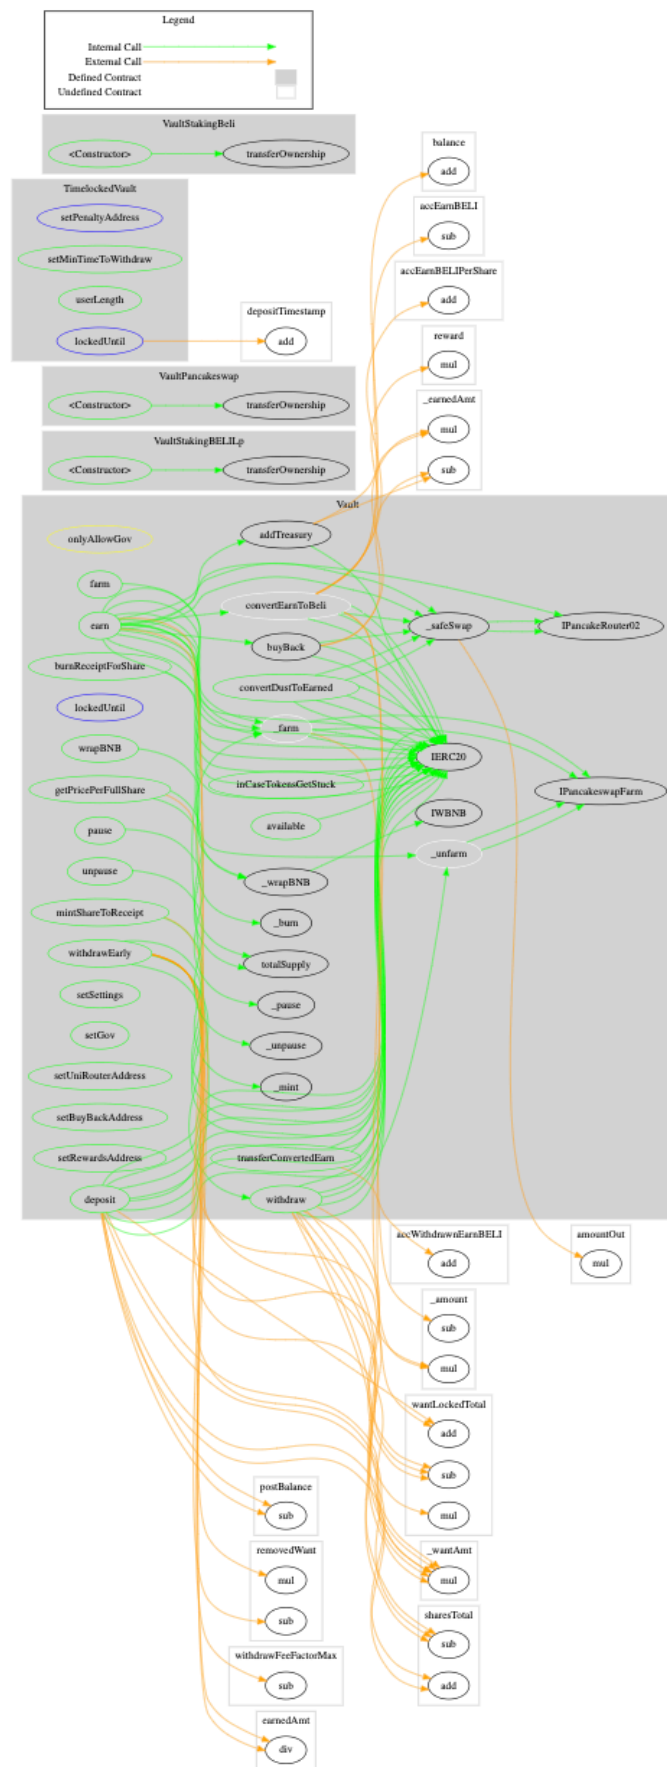 Legend
Internal Call
External Call
Defined Contract
Undefined Contract
VaultStakingBeli
<Constructor>
transferOwnership
balance
add
TimelockedVault
setPenaltyAddress
setMinTimeToWithdraw
userLength
lockedUntil
accEarnBELI
sub
accEarnBELIPerShare
add
depositTimestamp
add
reward
mul
VaultPancakeswap
<Constructor>
transferOwnership
_earnedAmt
mul
sub
VaultStakingBELILp
<Constructor>
transferOwnership
Vault
onlyAllowGov
farm
earn
burnReceiptForShare
lockedUntil
wrapBNB
getPricePerFullShare
pause
unpause
mintShareToReceipt
withdrawEarly
setSettings
setGov
setUniRouterAddress
setBuyBackAddress
setRewardsAddress
deposit
addTreasury
convertEarnToBeli
buyBack
convertDustToEarned
_farm
inCaseTokensGetStuck
available
_wrapBNB
_burn
totalSupply
_pause
_unpause
_mint
transferConvertedEarn
withdraw
_safeSwap
IERC20
IWBNB
_unfarm
IPancakeRouter02
IPancakeswapFarm
accWithdrawnEarnBELI
add
amountOut
mul
_amount
sub
mul
wantLockedTotal
add
sub
mul
postBalance
sub
removedWant
mul
sub
_wantAmt
mul
sharesTotal
sub
add
withdrawFeeFactorMax
sub
earnedAmt
div